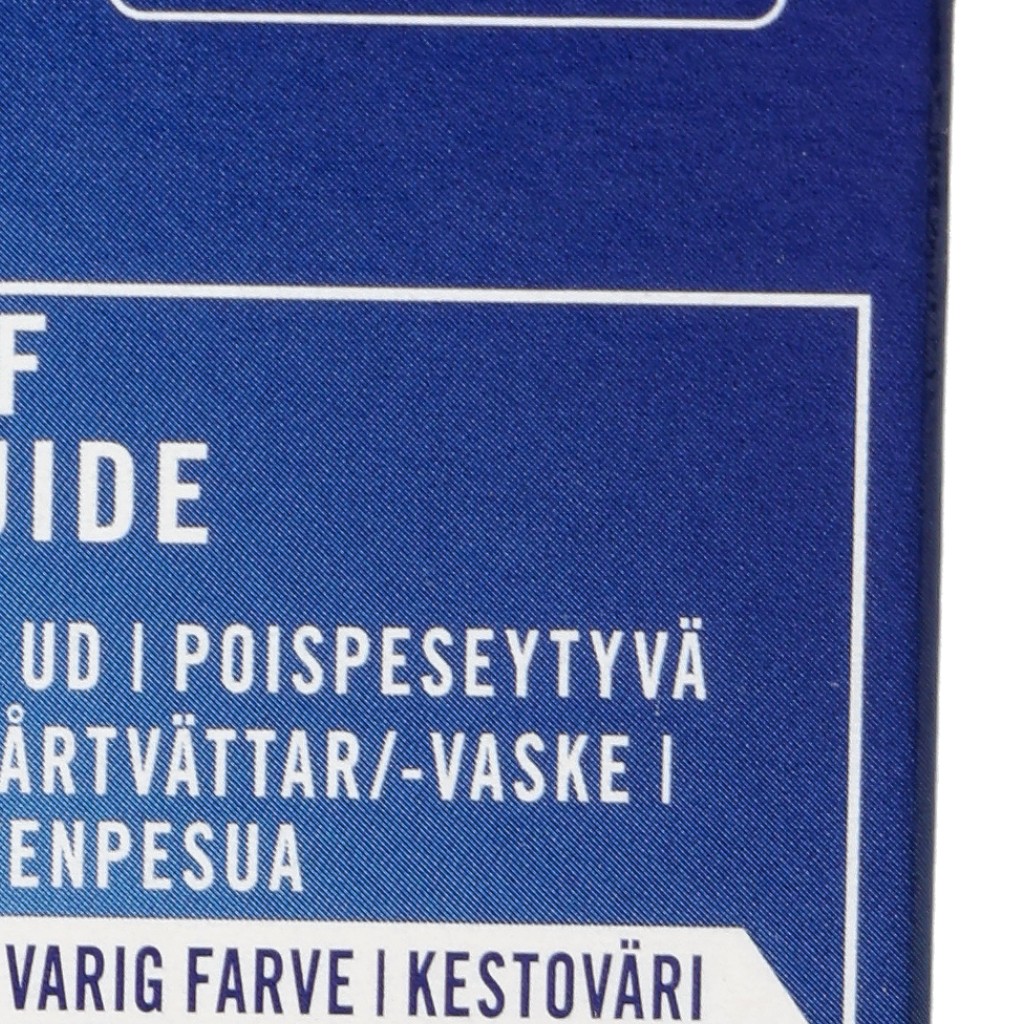 F
UIDE
UD | POISPESEYTYVÄ
ÅRTVÄTTAR/-VASKE |
ENPESUA
VARIG FARVE | KESTOVÄRI